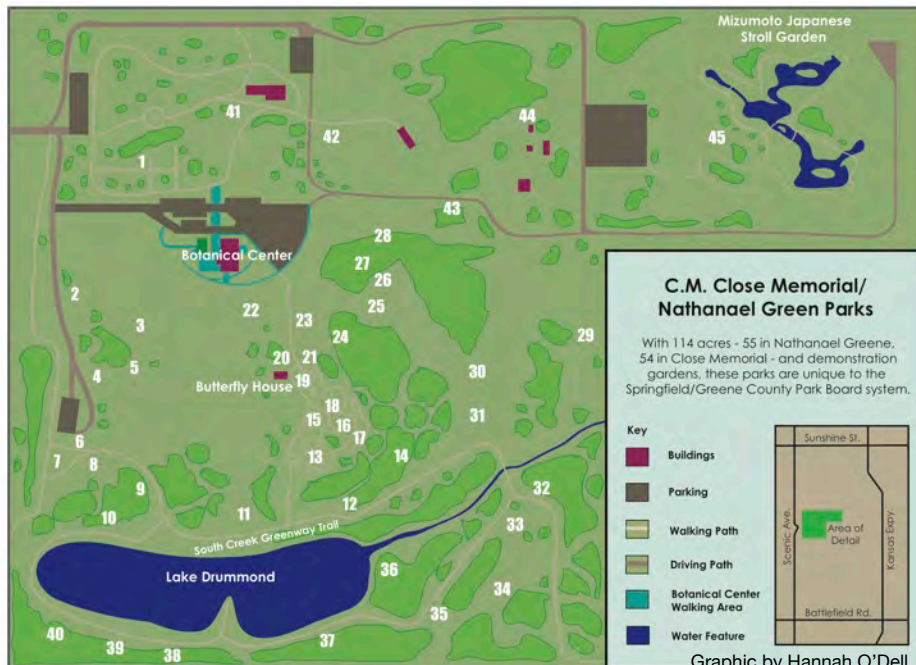 Mizumoto Japanese
Stroll Garden
41
42
44
45
1
43
28
Botanical Center
27
26
2
22
25
3
23
24
29
20
21
5
4
Butterfly House
19
30
18
31
15
16
17
6
13
14
7
8
9
32
12
10
11
33
South Creek Greenway Trail
Lake Drummond
36
34
35
40
37
39
38
C.M. Close Memorial/
Nathanael Green Parks
With 114 acres - 55 in Nathanael Greene,
54 in Close Memorial - and demonstration
gardens, these parks are unique to the
Springfield/Greene County Park Board system.
Key
Buildings
Parking
Walking Path
Driving Path
Botanical Center
Walking Area
Water Feature
Sunshine St.
Scenic Ave.
Area of
Detail
Kansas Expy.
Battlefield Rd.
Graphic by Hannah O'Dell